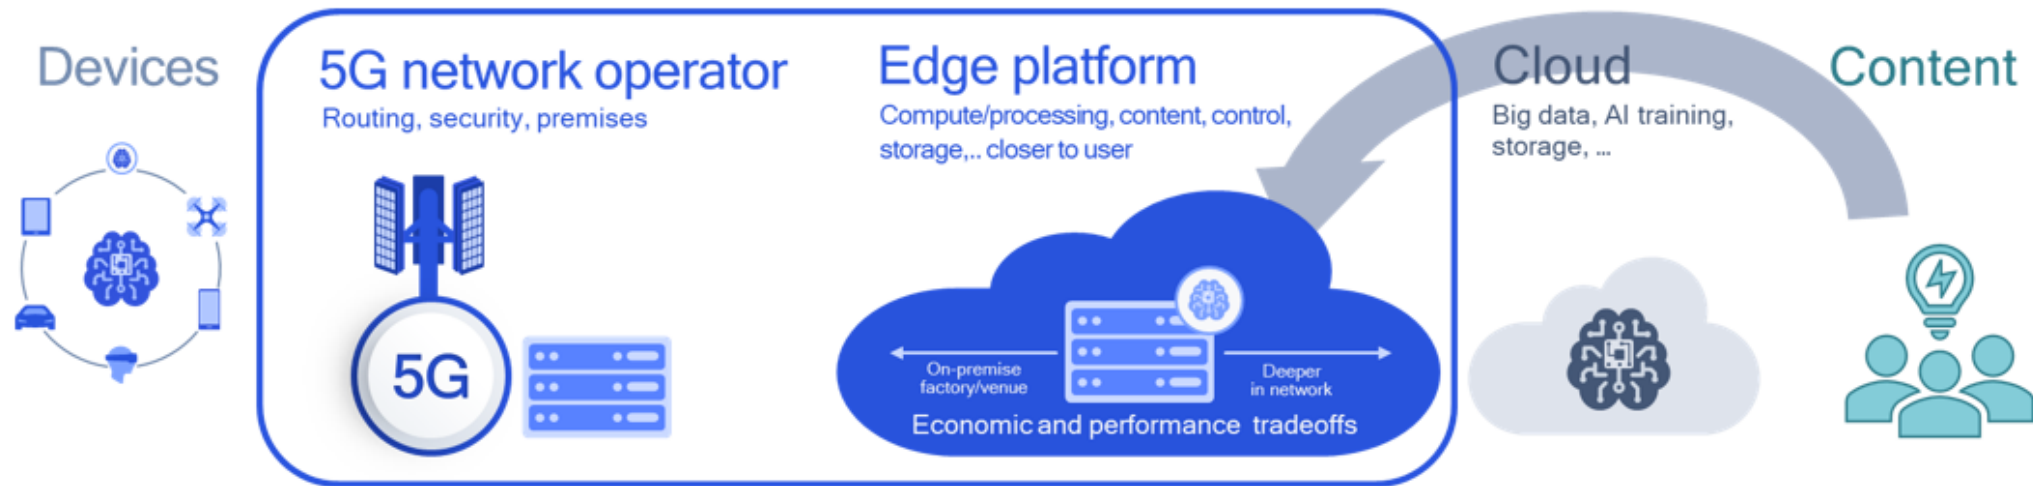 Devices
5G network operator
Routing, security, premises
5G
Edge platform
Compute/processing, content, control,
storage,.. closer to user
On-premise
factory/venue
Deeper
in network
Economic and performance tradeoffs
Cloud
Big data, AI training,
storage, ...
Content